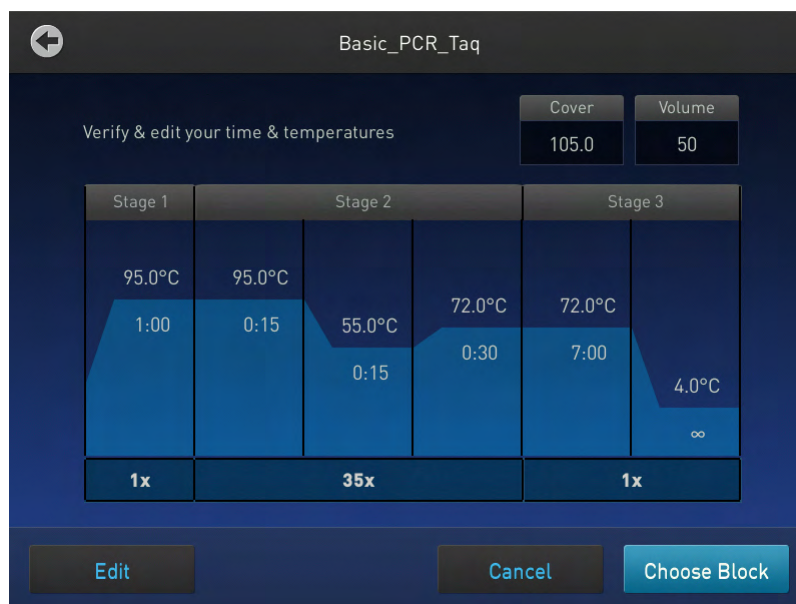 Basic_PCR_Taq
Verify & edit your time & temperatures
Cover
105.0
Volume
50
Stage 1
Stage 2
Stage 3
95.0°C
1:00
95.0°C
0:15
55.0°C
0:15
72.0°C
0:30
72.0°C
7:00
4.0°C
∞
1x
35x
1x
Edit
Cancel
Choose Block